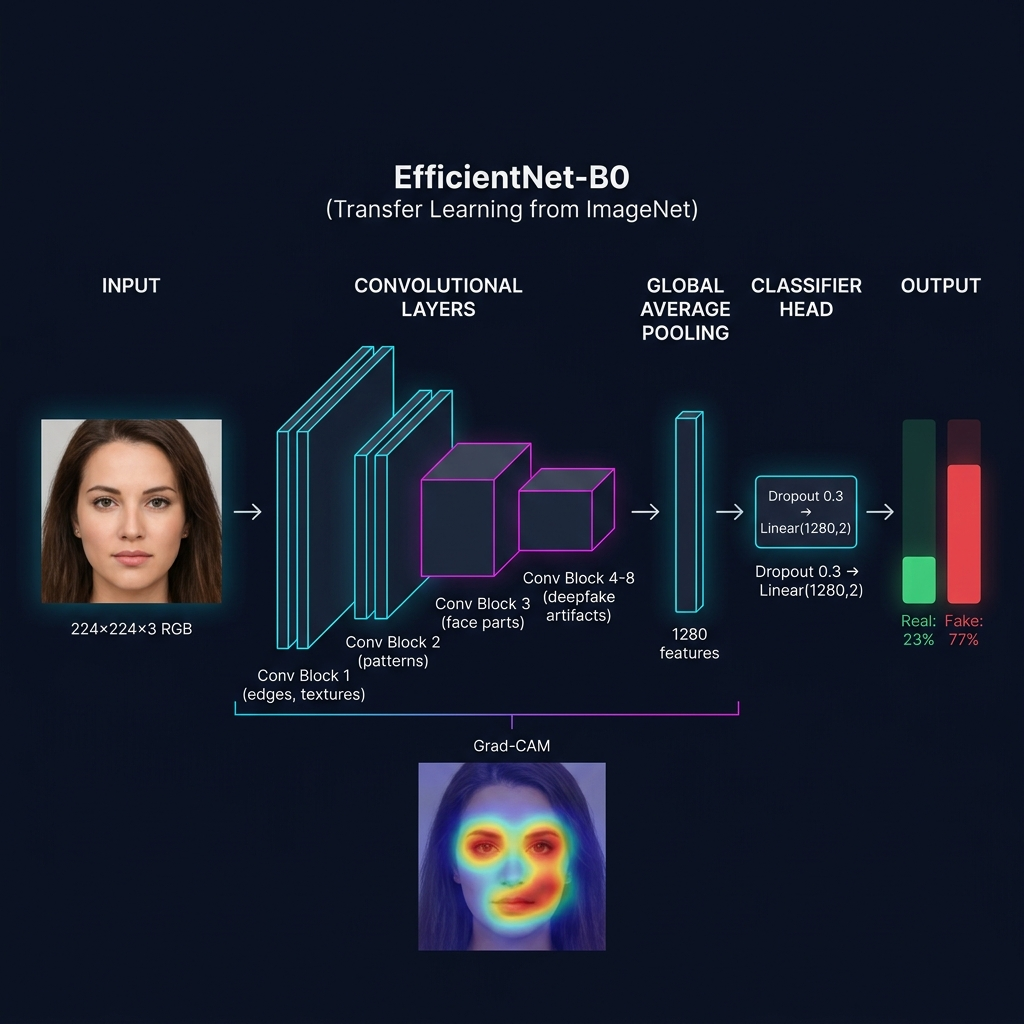 EfficientNet-B0
(Transfer Learning from ImageNet)
INPUT
CONVOLUTIONAL
LAYERS
GLOBAL
AVERAGE
POOLING
CLASSIFIER
HEAD
OUTPUT
224×224×3 RGB
Conv Block 1
(edges, textures)
Conv Block 2
(patterns)
Conv Block 3
(face parts)
Conv Block 4-8
(deepfake
artifacts)
1280
features
Dropout 0.3
→
Linear(1280,2)
Dropout 0.3 →
Linear(1280,2)
Real:
23%
Fake:
77%
Grad-CAM